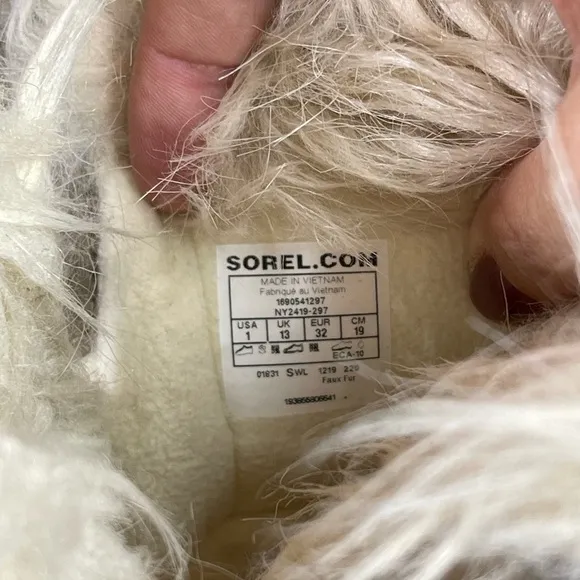 SOREL.COM
MADE IN VIETNAM
Fabriqué au Vietnam
1690541297
NY2419-297
USA UK EUR CM
1 13 32 19
ECA-10
01831 SWL 1219 220
Faux Fur